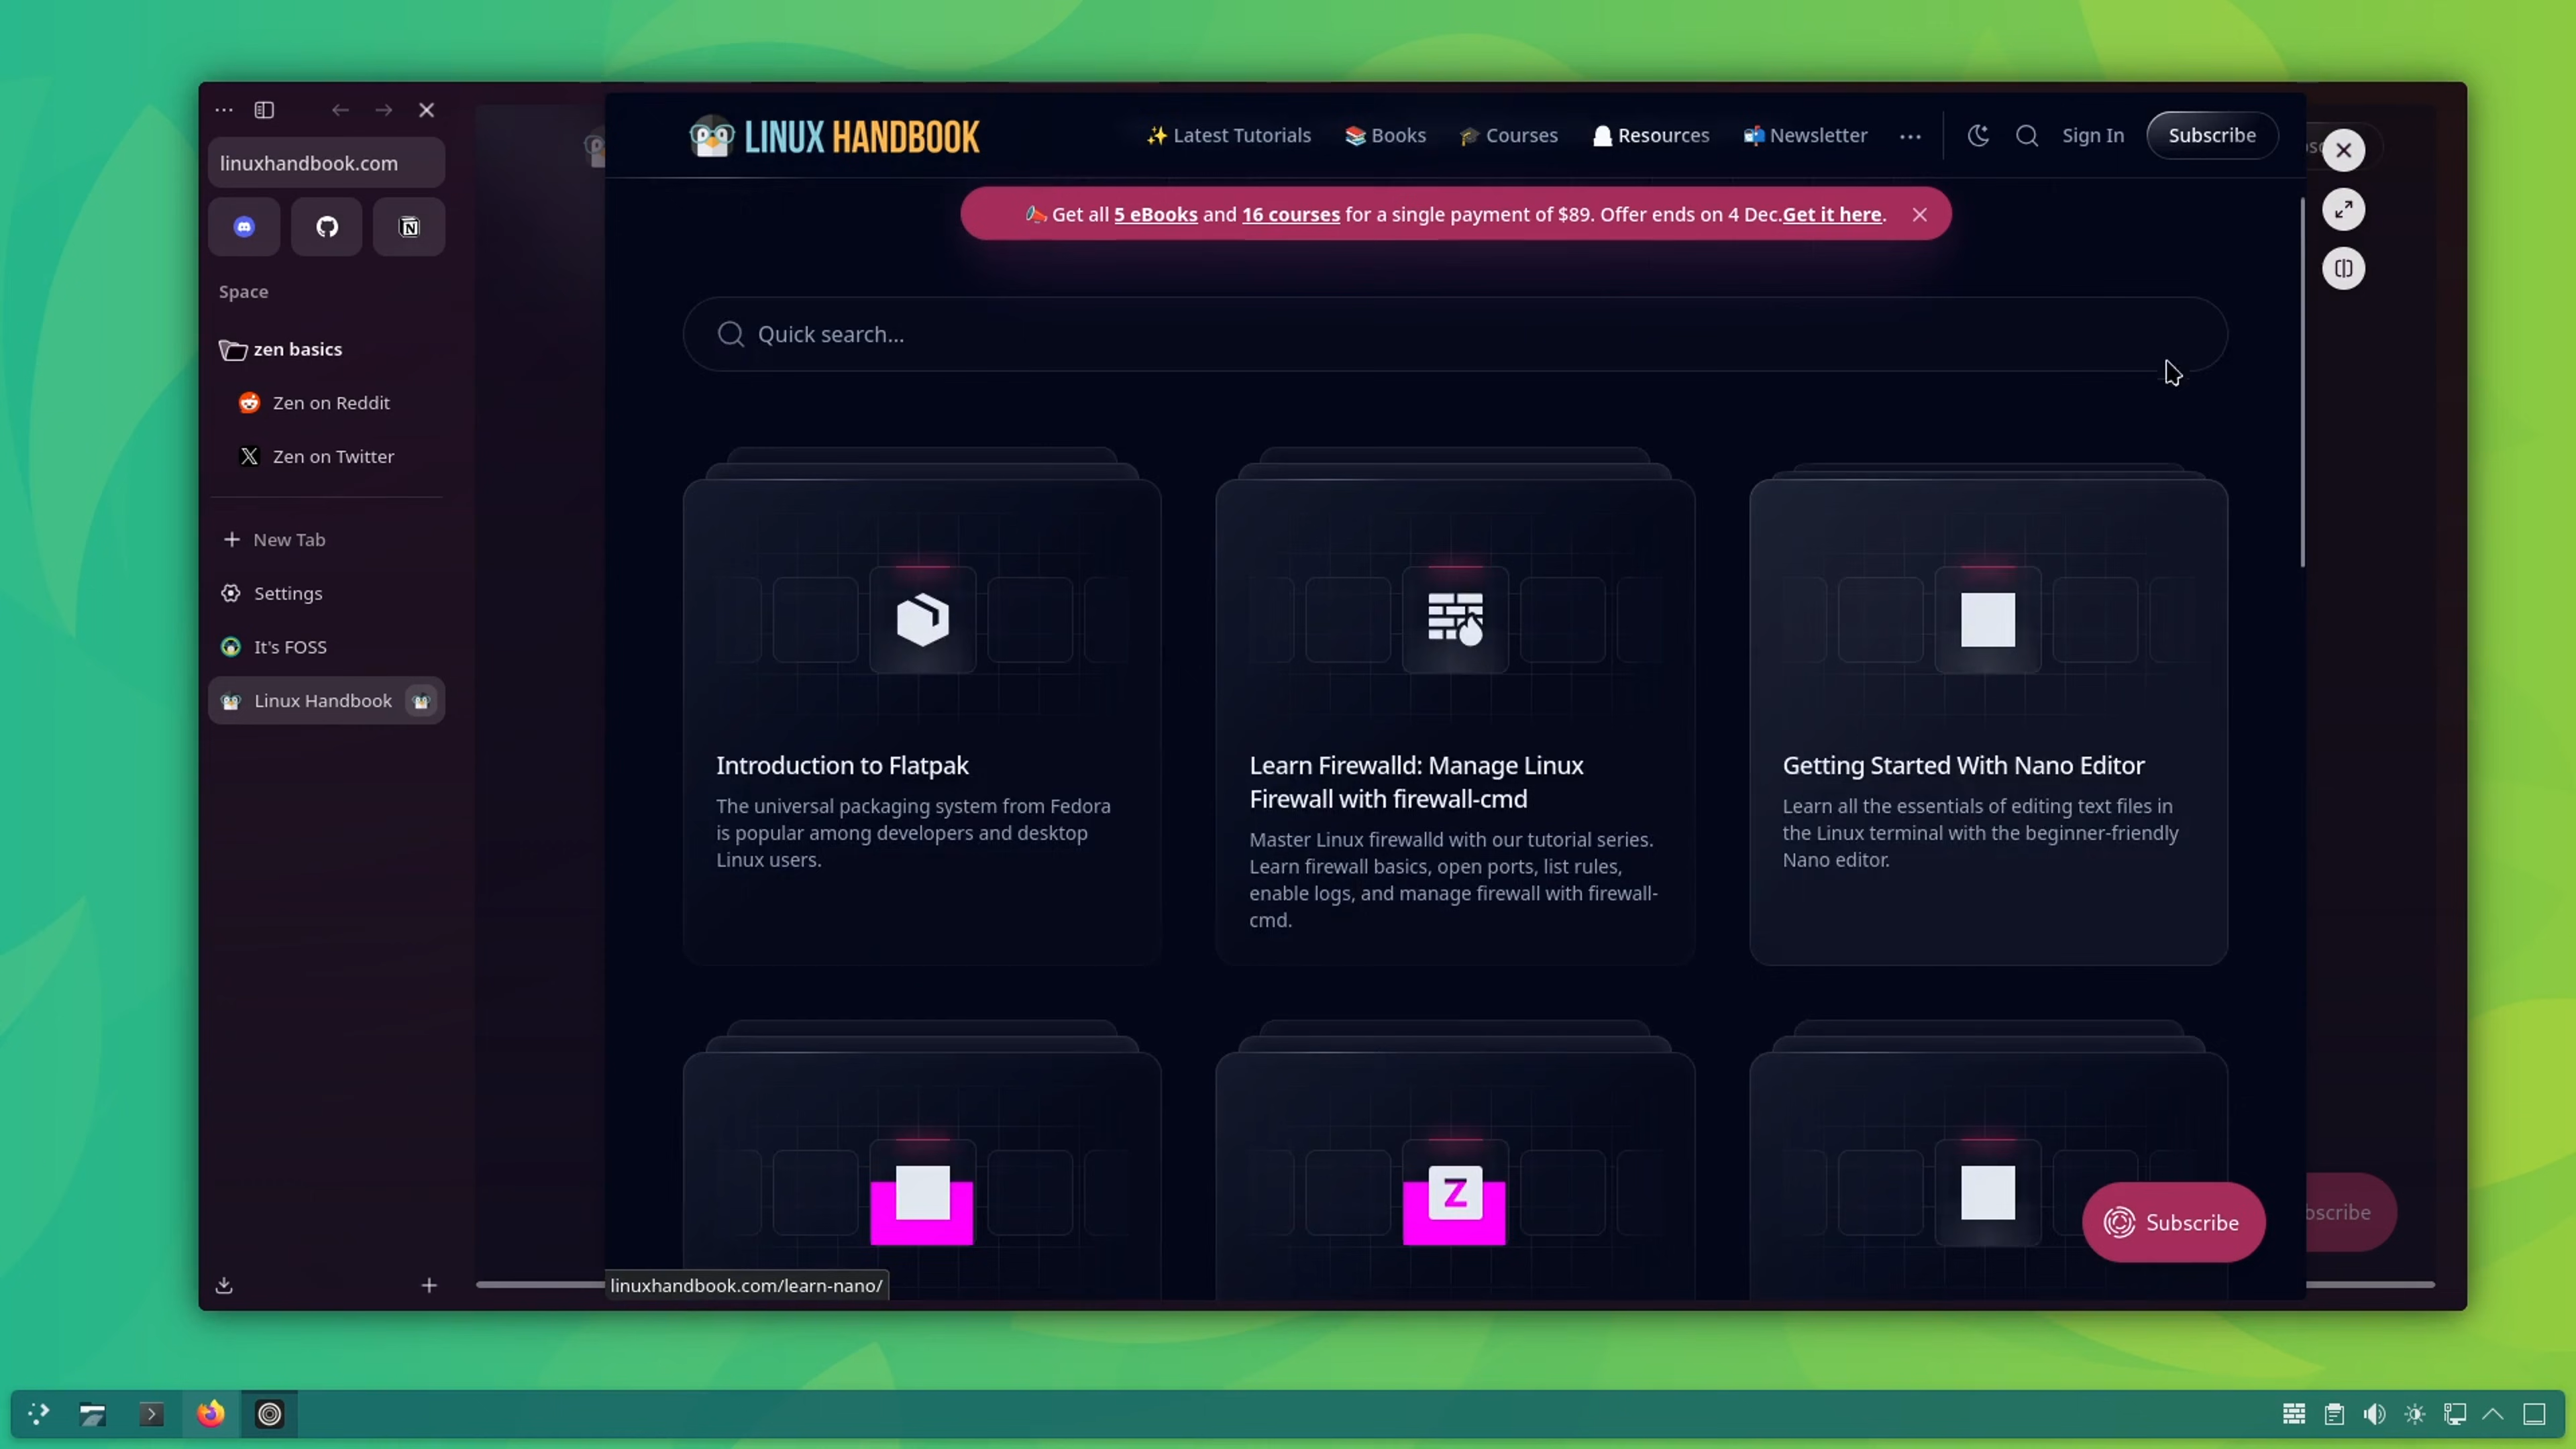 linuxhandbook.com
Space
zen basics
Zen on Reddit
Zen on Twitter
New Tab
Settings
It's FOSS
Linux Handbook
LINUX HANDBOOK
✨ Latest Tutorials
📚 Books
🎓 Courses
Resources
📬 Newsletter
Sign In
Subscribe
📣 Get all 5 eBooks and 16 courses for a single payment of $89. Offer ends on 4 Dec.Get it here.
Quick search...
Introduction to Flatpak
The universal packaging system from Fedora
is popular among developers and desktop
Linux users.
Learn Firewalld: Manage Linux
Firewall with firewall-cmd
Master Linux firewalld with our tutorial series.
Learn firewall basics, open ports, list rules,
enable logs, and manage firewall with firewall-
cmd.
Getting Started With Nano Editor
Learn all the essentials of editing text files in
the Linux terminal with the beginner-friendly
Nano editor.
Z
Subscribe
linuxhandbook.com/learn-nano/